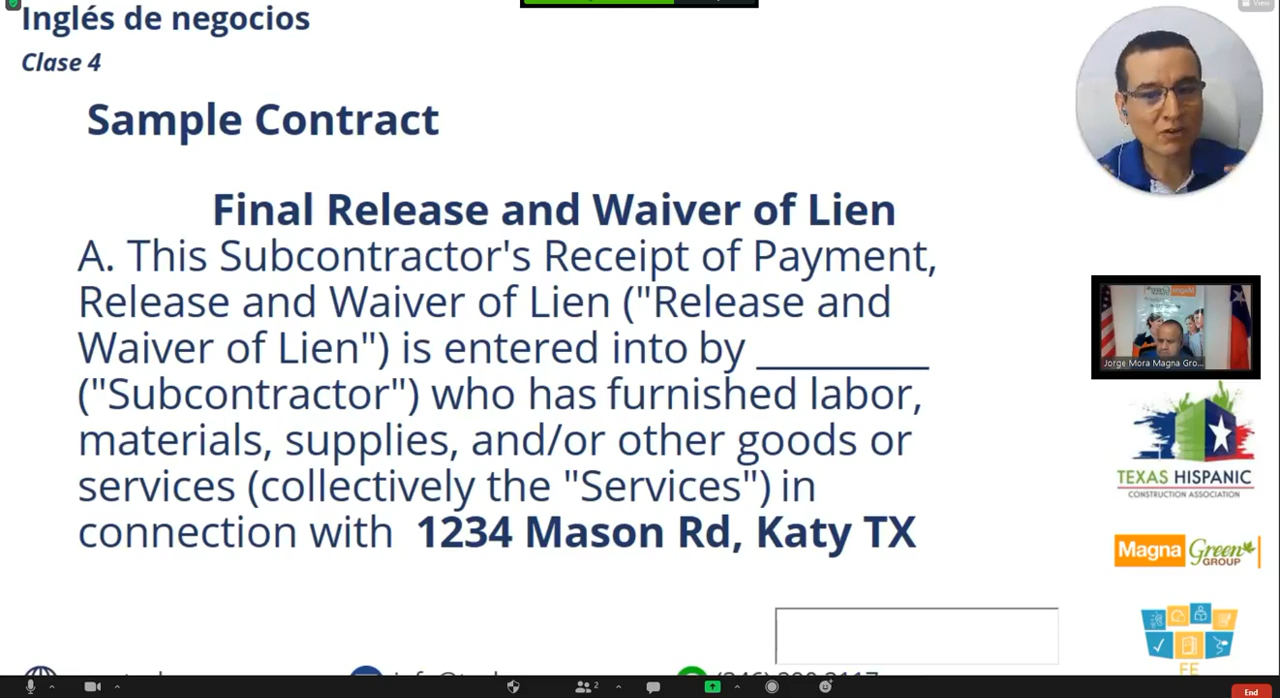 Inglés de negocios
Clase 4
View
Sample Contract
Final Release and Waiver of Lien
A. This Subcontractor's Receipt of Payment,
Release and Waiver of Lien ("Release and
Waiver of Lien") is entered into by _________
("Subcontractor") who has furnished labor,
materials, supplies, and/or other goods or
services (collectively the "Services") in
connection with 1234 Mason Rd, Katy TX
Jorge Mora Magna Gro...
TEXAS HISPANIC
CONSTRUCTION ASSOCIATION
Magna Green
GROUP
2
End